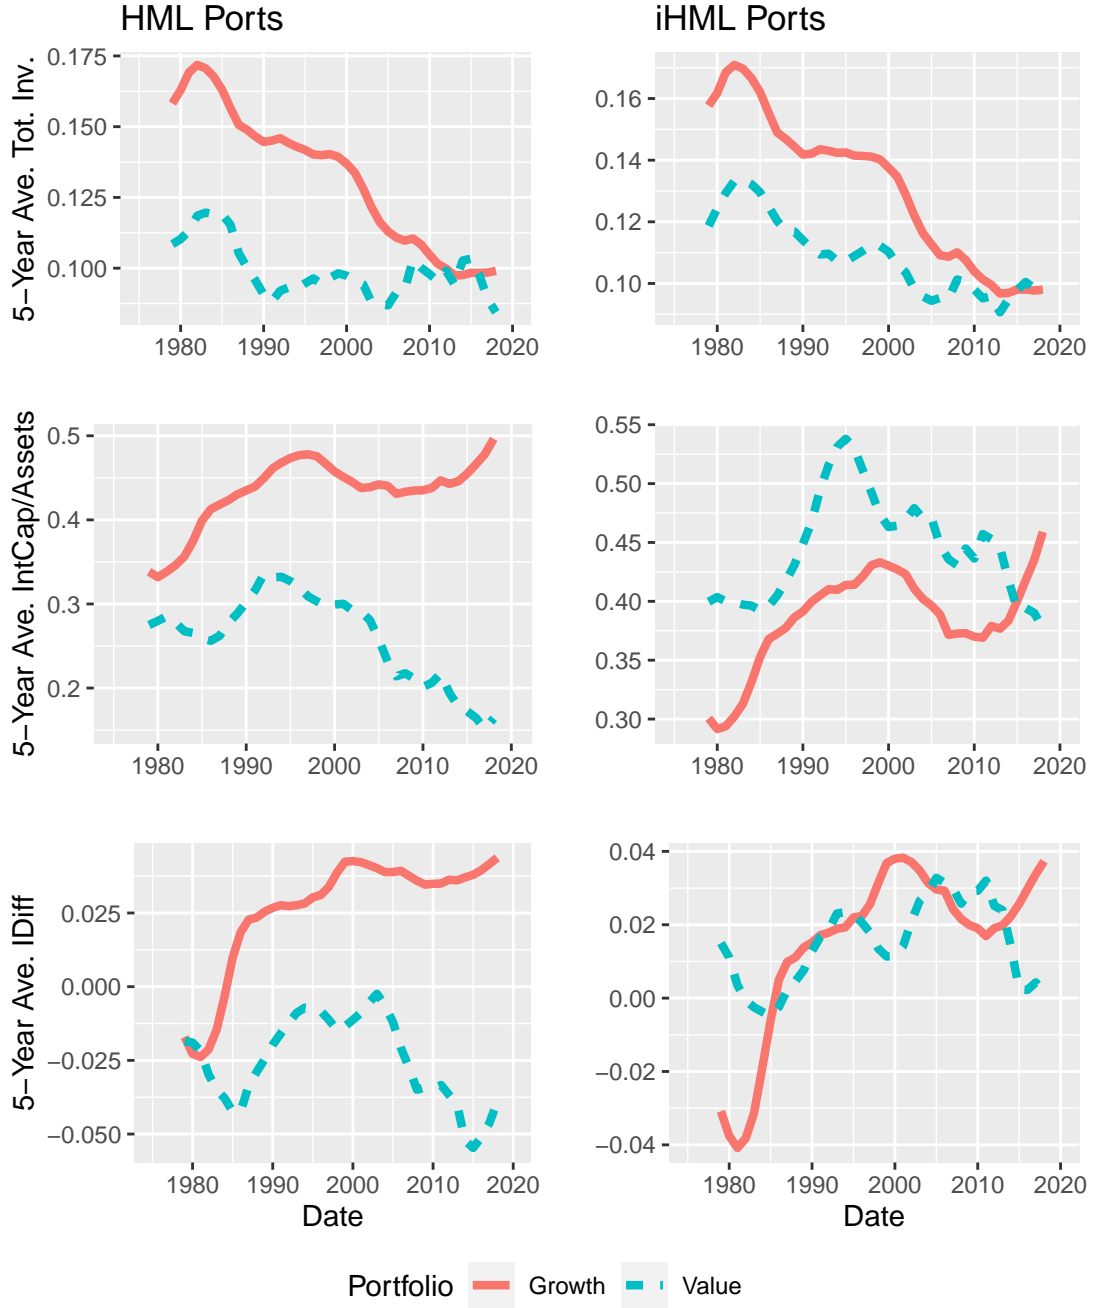 HML Ports
iHML Ports
5−Year Ave. Tot. Inv.
0.175
0.150
0.125
0.100
1980 1990 2000 2010 2020
0.16
0.14
0.12
0.10
1980 1990 2000 2010 2020
5−Year Ave. IntCap/Assets
0.5
0.4
0.3
0.2
1980 1990 2000 2010 2020
0.55
0.50
0.45
0.40
0.35
0.30
1980 1990 2000 2010 2020
5−Year Ave. IDiff
0.025
0.000
−0.025
−0.050
1980 1990 2000 2010 2020
Date
0.04
0.02
0.00
−0.02
−0.04
1980 1990 2000 2010 2020
Date
Portfolio Growth Value